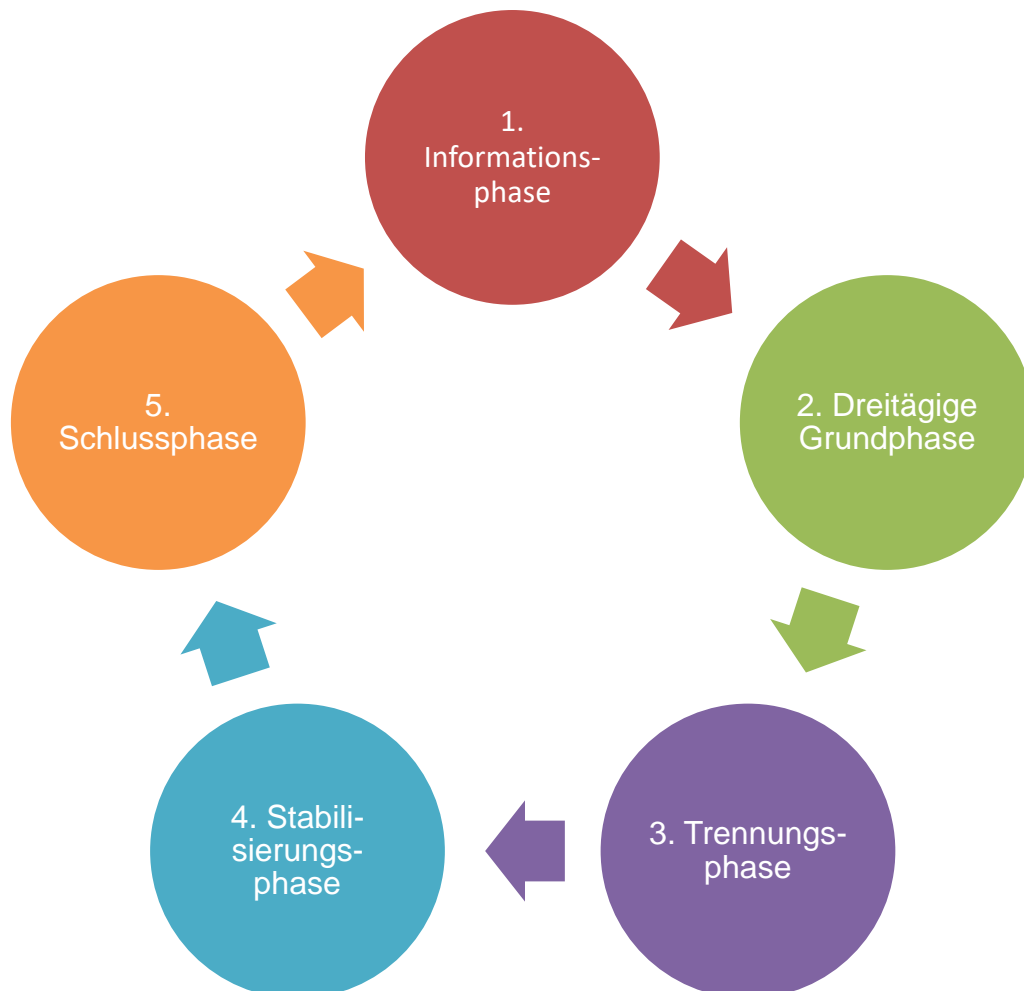 1.
Informations-
phase
2. Dreitägige
Grundphase
3. Trennungs-
phase
4. Stabili-
sierungs-
phase
5.
Schlussphase